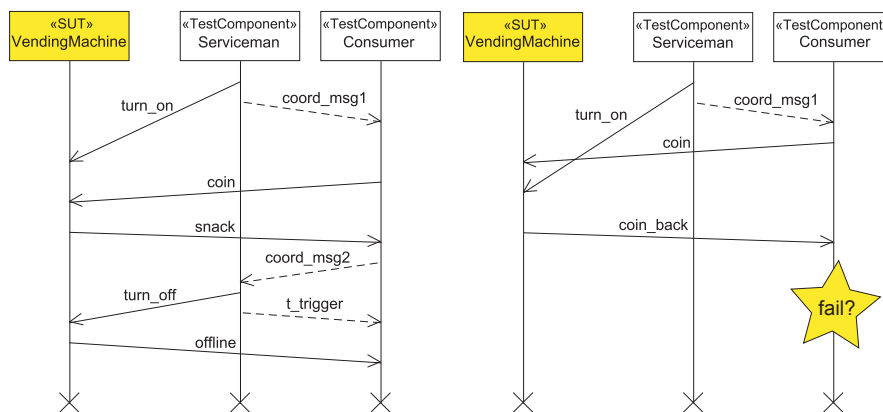 «SUT»
VendingMachine
«TestComponent»
Serviceman
«TestComponent»
Consumer
turn_on
coord_msg1
coin
snack
coord_msg2
turn_off
t_trigger
offline
«SUT»
VendingMachine
«TestComponent»
Serviceman
«TestComponent»
Consumer
coord_msg1
turn_on
coin
coin_back
fail?